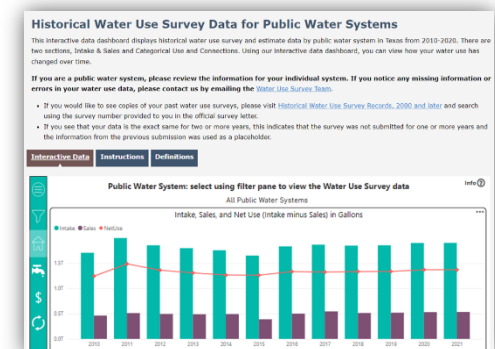 Historical Water Use Survey Data for Public Water Systems
This interactive data dashboard displays historical water use survey and estimate data by public water system in Texas from 2010-2020. There are
two sections, Intake & Sales and Categorical Use and Connections. Using our interactive data dashboard, you can view how your water use has
changed over time.
If you are a public water system, please review the information for your individual system. If you notice any missing information or
errors in your water use data, please contact us by emailing the Water Use Survey Team.
If you would like to see copies of your past water use surveys, please visit Historical Water Use Survey Records, 2000 and later and search
using the survey number provided to you in the official survey letter.
If you see that your data is the exact same for two or more years, this indicates that the survey was not submitted for one or more years and
the information from the previous submission was used as a placeholder.
Interactive Data Instructions Definitions
Public Water System: select using filter pane to view the Water Use Survey data
Info ?
All Public Water Systems
Intake, Sales, and Net Use (Intake minus Sales) in Gallons
Intake Sales NetUse
1.5T
1.0T
0.5T
0.0T
2010 2011 2012 2013 2014 2015 2016 2017 2018 2019 2020 2021